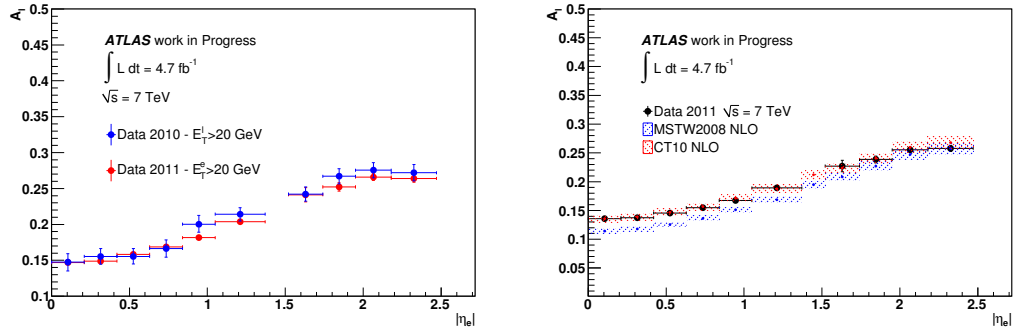 A_l
0.5
0.45
0.4
0.35
0.3
0.25
0.2
0.15
0.1
ATLAS work in Progress
∫ L dt = 4.7 fb⁻¹
√s = 7 TeV
Data 2010 - E_T^l>20 GeV
Data 2011 - E_T^e>20 GeV
0 0.5 1 1.5 2 2.5
|η_e|
A_l
0.5
0.45
0.4
0.35
0.3
0.25
0.2
0.15
0.1
0.05
ATLAS work in Progress
∫ L dt = 4.7 fb⁻¹
Data 2011 √s = 7 TeV
MSTW2008 NLO
CT10 NLO
0 0.5 1 1.5 2 2.5
|η_e|